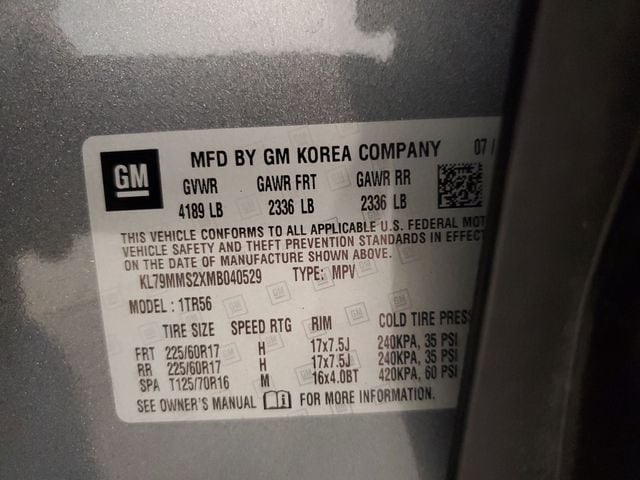 GM
MFD BY GM KOREA COMPANY 07/
GVWR GAWR FRT GAWR RR
4189 LB 2336 LB 2336 LB
THIS VEHICLE CONFORMS TO ALL APPLICABLE U.S. FEDERAL MOT
VEHICLE SAFETY AND THEFT PREVENTION STANDARDS IN EFFECT
ON THE DATE OF MANUFACTURE SHOWN ABOVE.
KL79MMS2XMB040529 TYPE: MPV
MODEL : 1TR56
TIRE SIZE SPEED RTG RIM COLD TIRE PRESS
FRT 225/60R17 H 17x7.5J 240KPA, 35 PSI
RR 225/60R17 H 17x7.5J 240KPA, 35 PSI
SPA T125/70R16 M 16x4.0BT 420KPA, 60 PSI
SEE OWNER'S MANUAL FOR MORE INFORMATION.